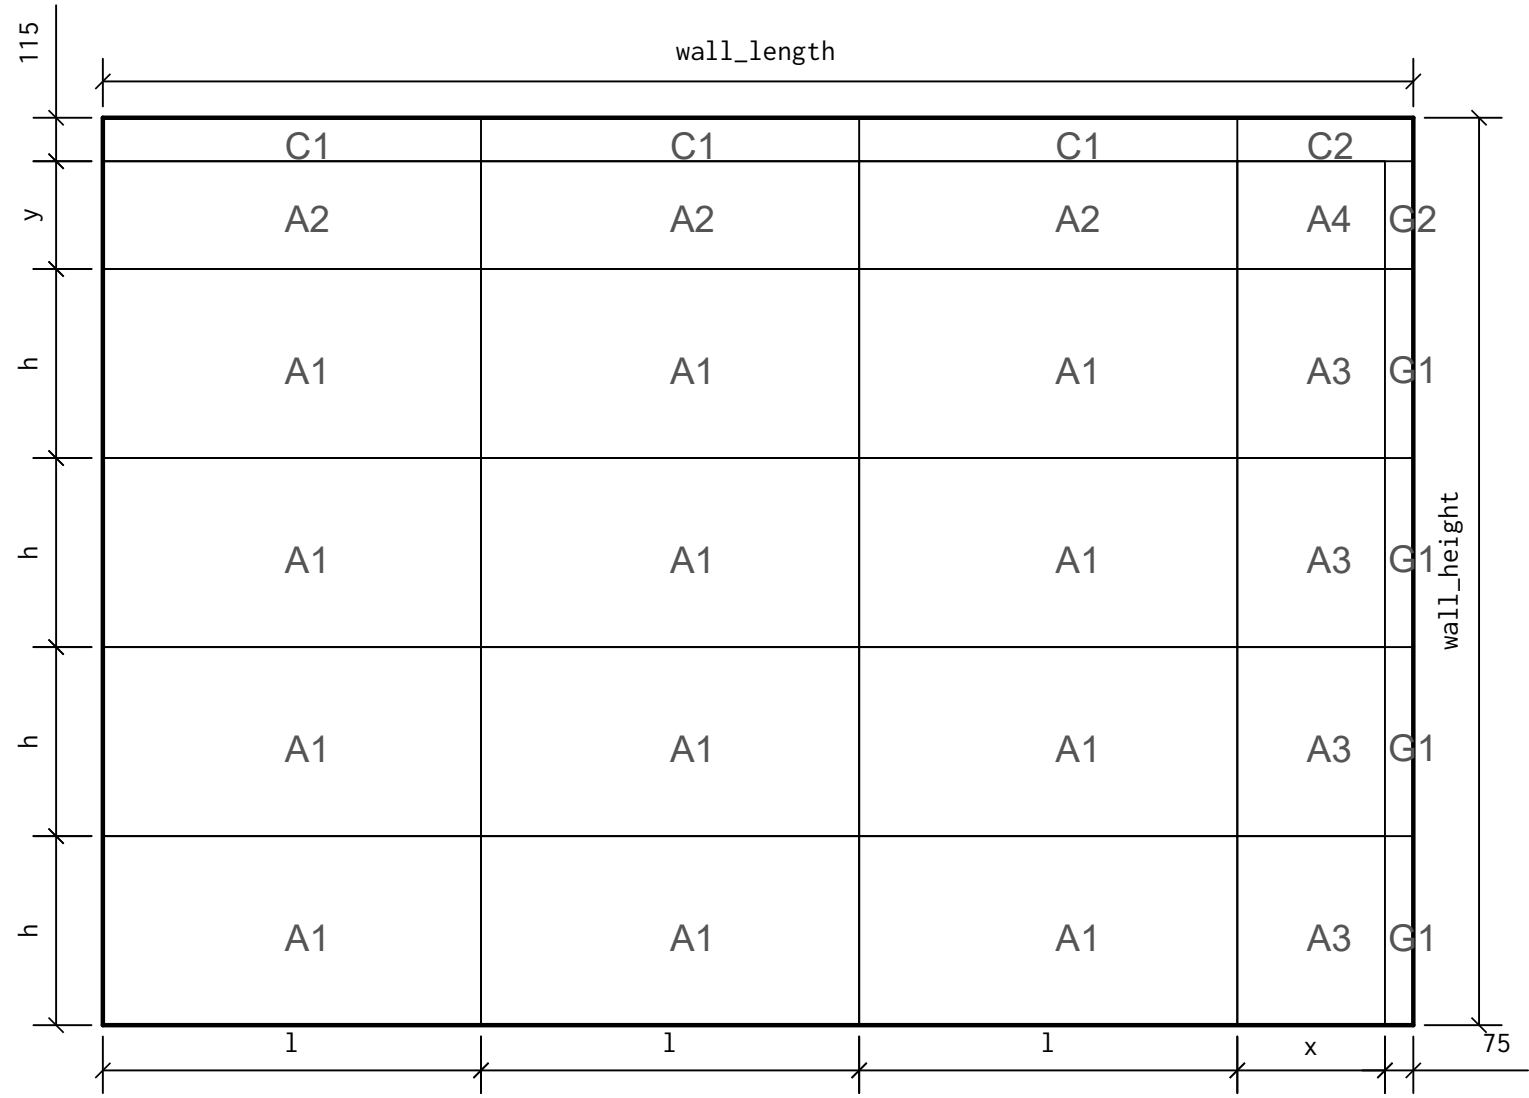 115
wall_length
C1 C1 C1 C2
y A2 A2 A2 A4 G2
h A1 A1 A1 A3 G1
h A1 A1 A1 A3 G1
wall_height
h A1 A1 A1 A3 G1
h A1 A1 A1 A3 G1
l l l x 75